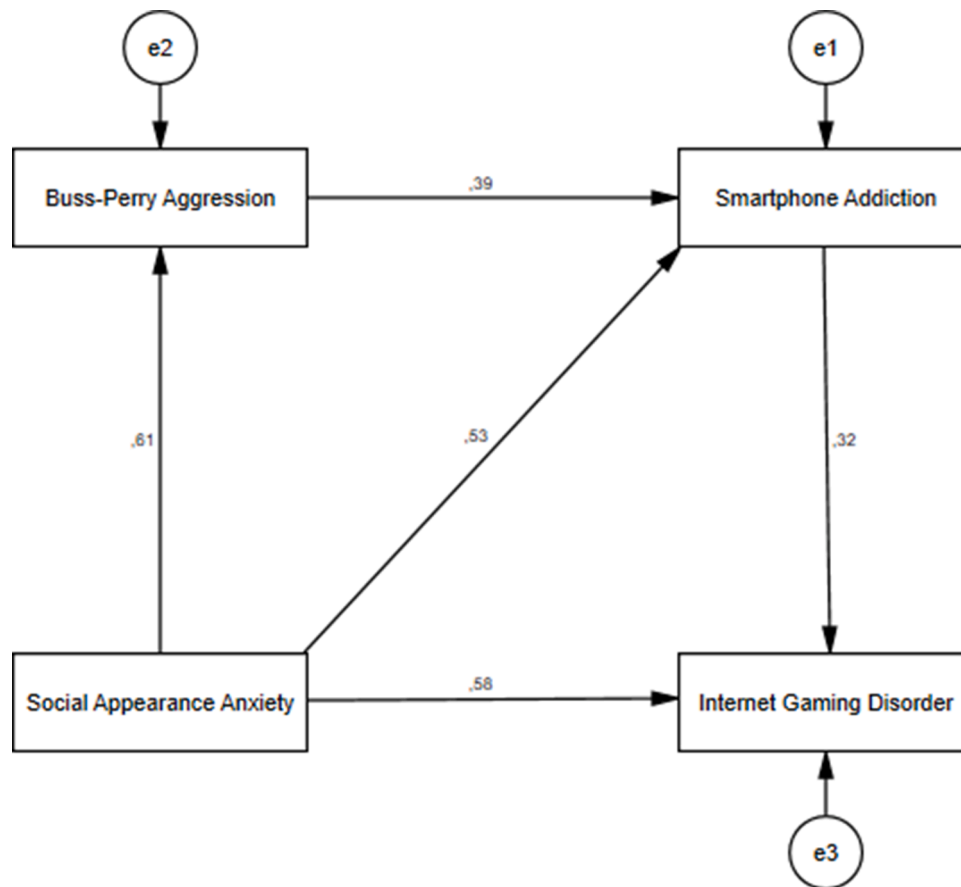 e2
e1
Buss-Perry Aggression
,39
Smartphone Addiction
,61
,53
,32
Social Appearance Anxiety
,58
Internet Gaming Disorder
e3